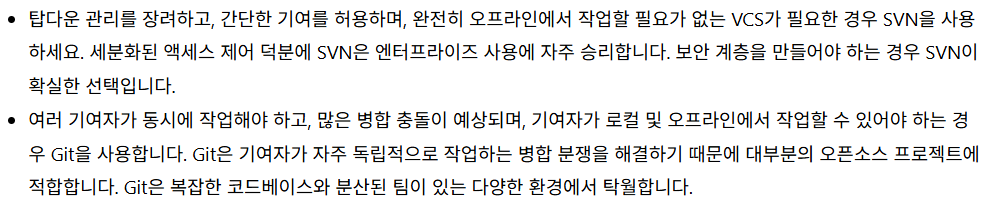 • 탑다운 관리를 장려하고, 간단한 기여를 허용하며, 완전히 오프라인에서 작업할 필요가 없는 VCS가 필요한 경우 SVN을 사용
하세요. 세분화된 액세스 제어 덕분에 SVN은 엔터프라이즈 사용에 자주 승리합니다. 보안 계층을 만들어야 하는 경우 SVN이
확실한 선택입니다.
• 여러 기여자가 동시에 작업해야 하고, 많은 병합 충돌이 예상되며, 기여자가 로컬 및 오프라인에서 작업할 수 있어야 하는 경
우 Git을 사용합니다. Git은 기여자가 자주 독립적으로 작업하는 병합 분쟁을 해결하기 때문에 대부분의 오픈소스 프로젝트에
적합합니다. Git은 복잡한 코드베이스와 분산된 팀이 있는 다양한 환경에서 탁월합니다.